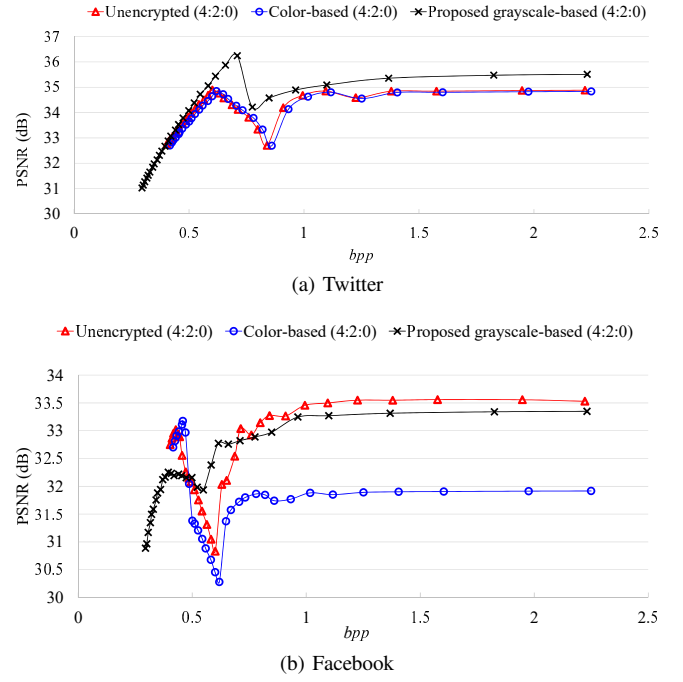 Unencrypted (4:2:0) Color-based (4:2:0) Proposed grayscale-based (4:2:0)
37
36
35
34
33
32
31
30
PSNR (dB)
0 0.5 1 1.5 2 2.5
bpp
(a) Twitter
Unencrypted (4:2:0) Color-based (4:2:0) Proposed grayscale-based (4:2:0)
34
33.5
33
32.5
32
31.5
31
30.5
30
PSNR (dB)
0 0.5 1 1.5 2 2.5
bpp
(b) Facebook